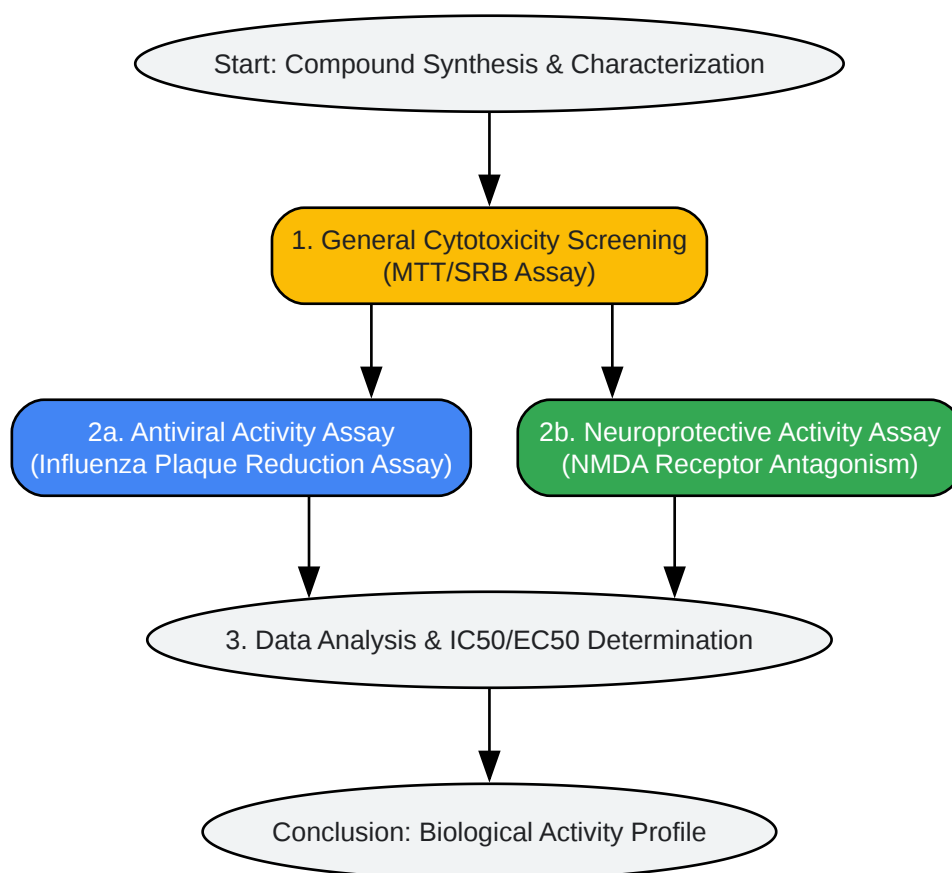 Start: Compound Synthesis & Characterization
1. General Cytotoxicity Screening
(MTT/SRB Assay)
2a. Antiviral Activity Assay
(Influenza Plaque Reduction Assay)
2b. Neuroprotective Activity Assay
(NMDA Receptor Antagonism)
3. Data Analysis & IC50/EC50 Determination
Conclusion: Biological Activity Profile